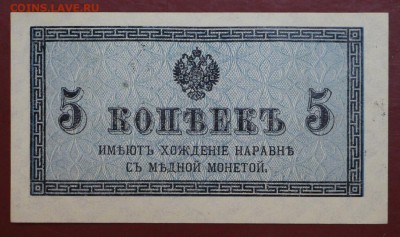 COINS.LAVE.RU
5 КОПѢЕКЪ 5
ИМѢЮТЪ ХОЖДЕНІЕ НАРАВНѢ
СЪ МѢДНОЙ МОНЕТОЙ.